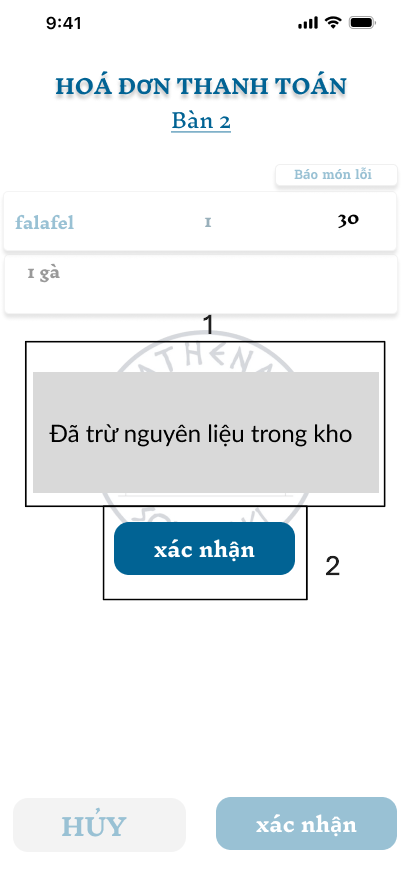 9:41
HOÁ ĐƠN THANH TOÁN
Bàn 2
Báo món lỗi
falafel 1 30
1 gà
1
ATHENA
Đã trừ nguyên liệu trong kho
xác nhận
2
HỦY
xác nhận